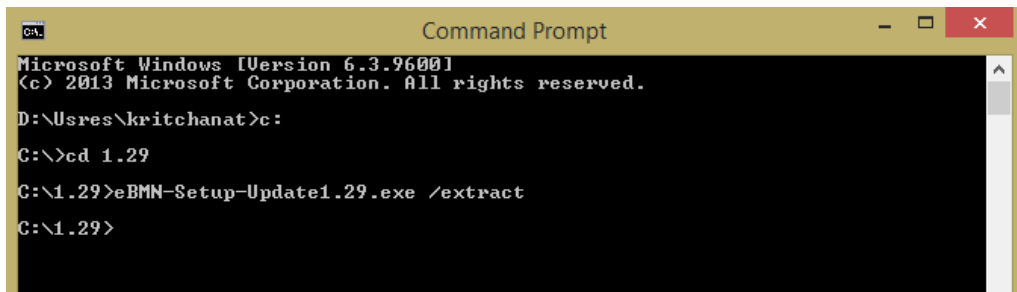 C:\.
Command Prompt
Microsoft Windows [Version 6.3.9600]
(c) 2013 Microsoft Corporation. All rights reserved.
D:\Usres\kritchanat>c:
C:\>cd 1.29
C:\1.29>eBMN-Setup-Update1.29.exe /extract
C:\1.29>